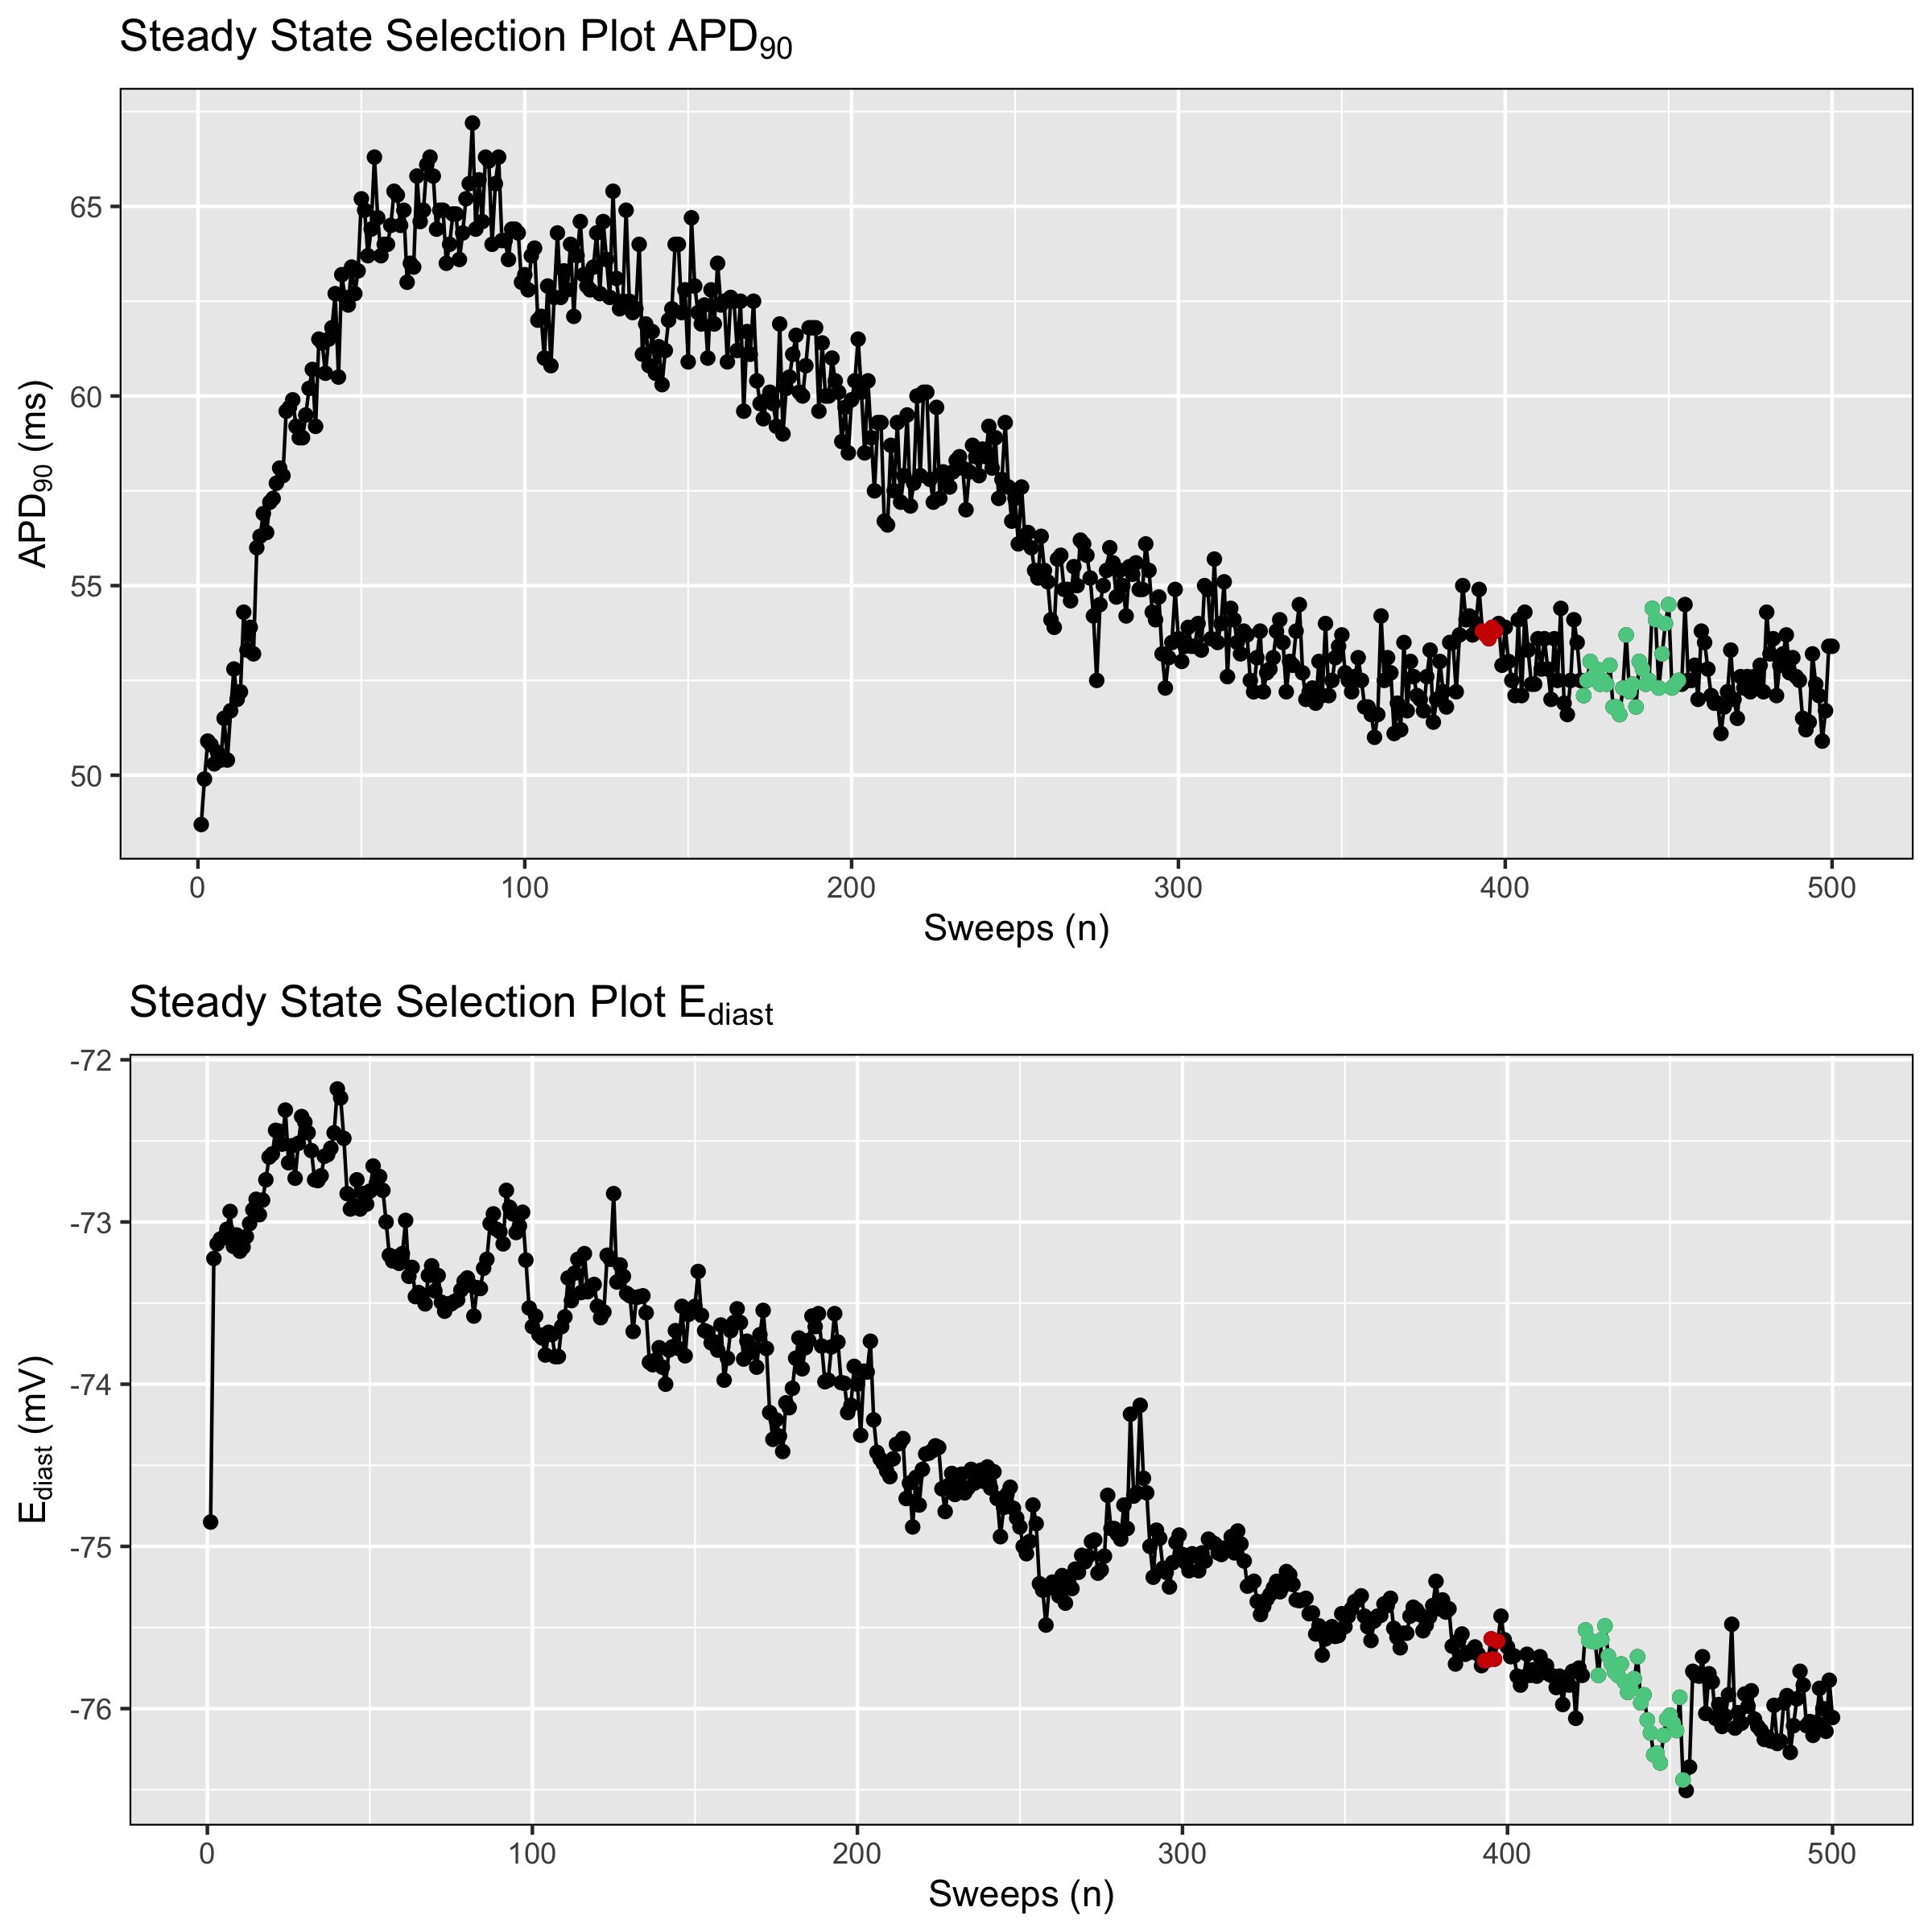 Steady State Selection Plot APD90
65
60
55
50
APD90 (ms)
0 100 200 300 400 500
Sweeps (n)
Steady State Selection Plot Ediast
-72
-73
-74
-75
-76
Ediast (mV)
0 100 200 300 400 500
Sweeps (n)